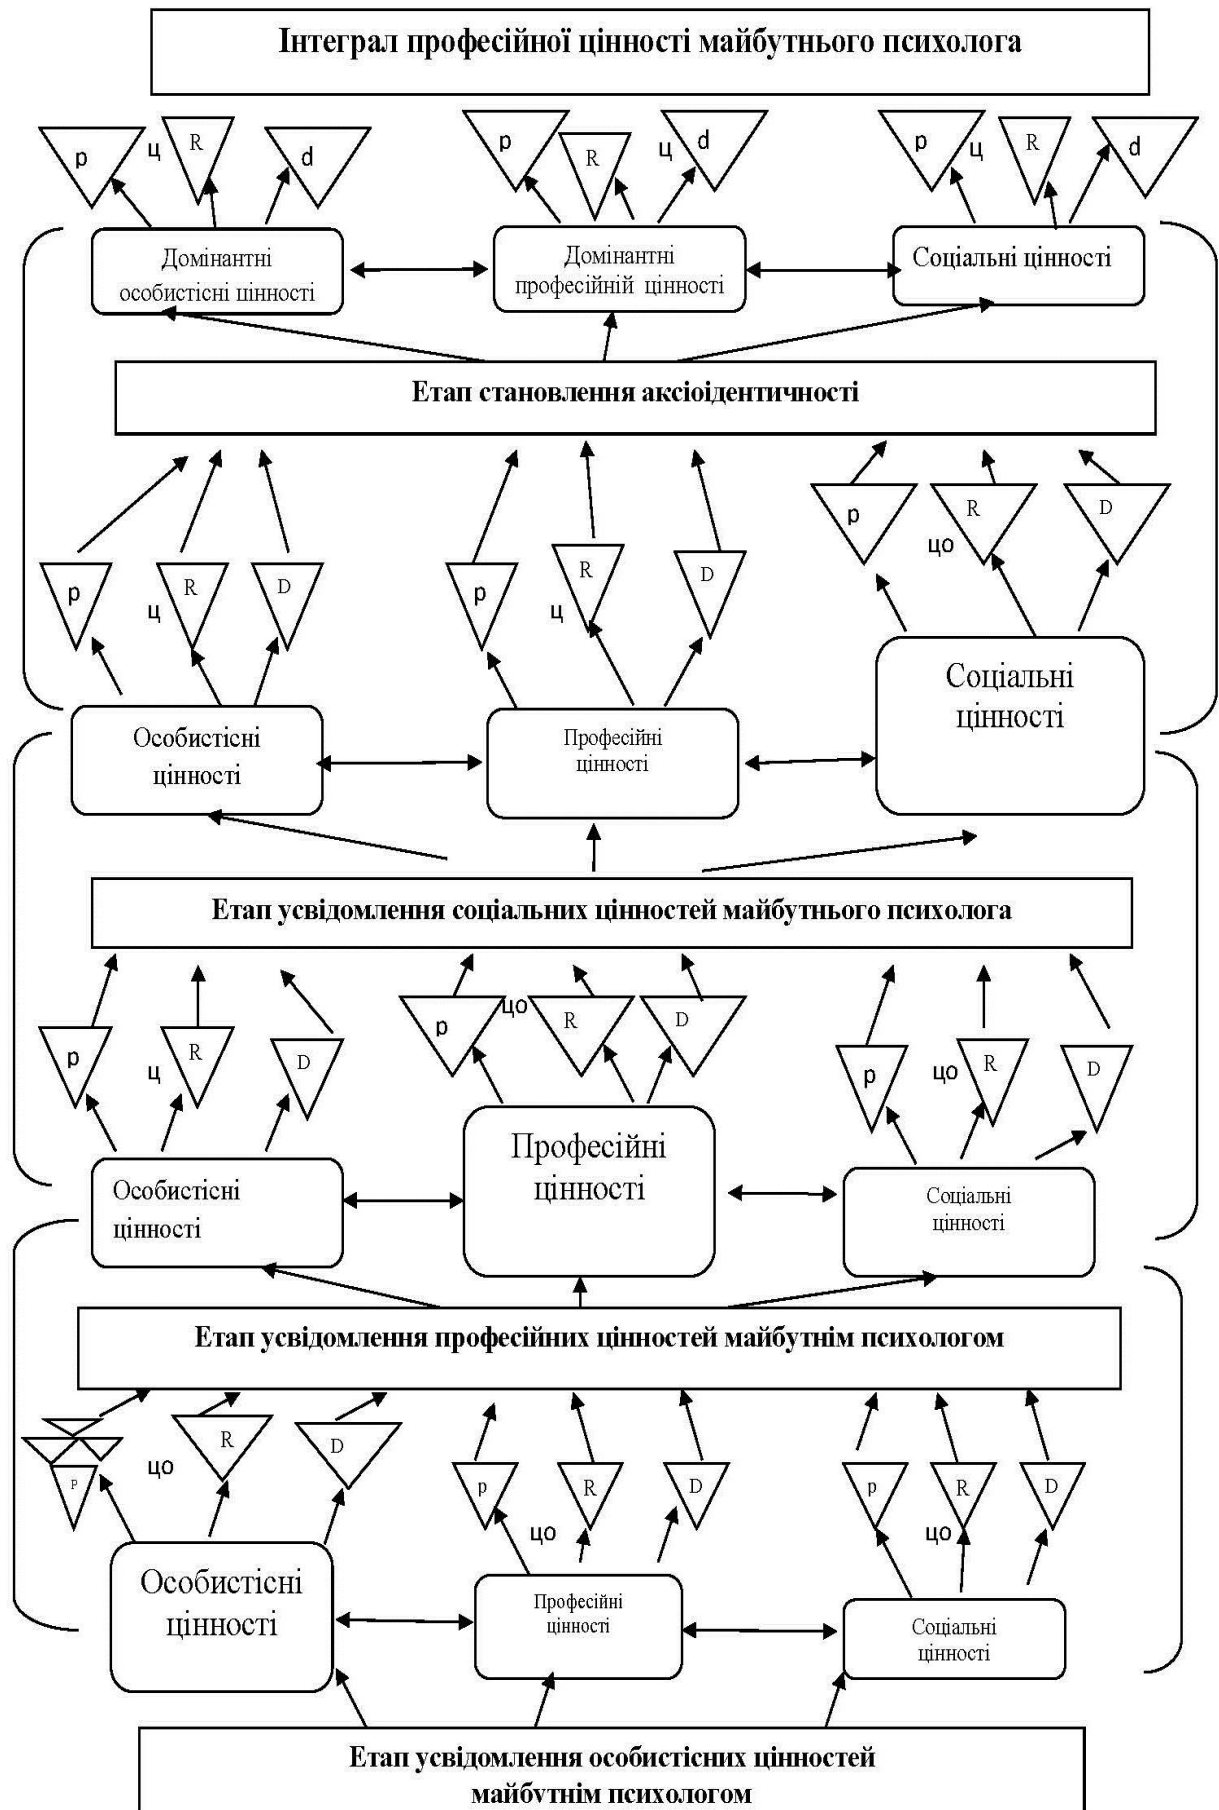 Інтеграл професійної цінності майбутнього психолога
р ц R d р R ц d р ц R d
Домінантні
особистісні цінності
Домінантні
професійній цінності
Соціальні цінності
Етап становлення аксіоідентичності
р R D
цо
р ц R D р ц R D
Соціальні
цінності
Особистісні
цінності
Професійні
цінності
Етап усвідомлення соціальних цінностей майбутнього психолога
р ц R D р цо R D р цо R D
Професійні
цінності
Особистісні
цінності
Соціальні
цінності
Етап усвідомлення професійних цінностей майбутнім психологом
р цо R D р цо R D р цо R D
Особистісні
цінності
Професійні
цінності
Соціальні
цінності
Етап усвідомлення особистісних цінностей
майбутнім психологом